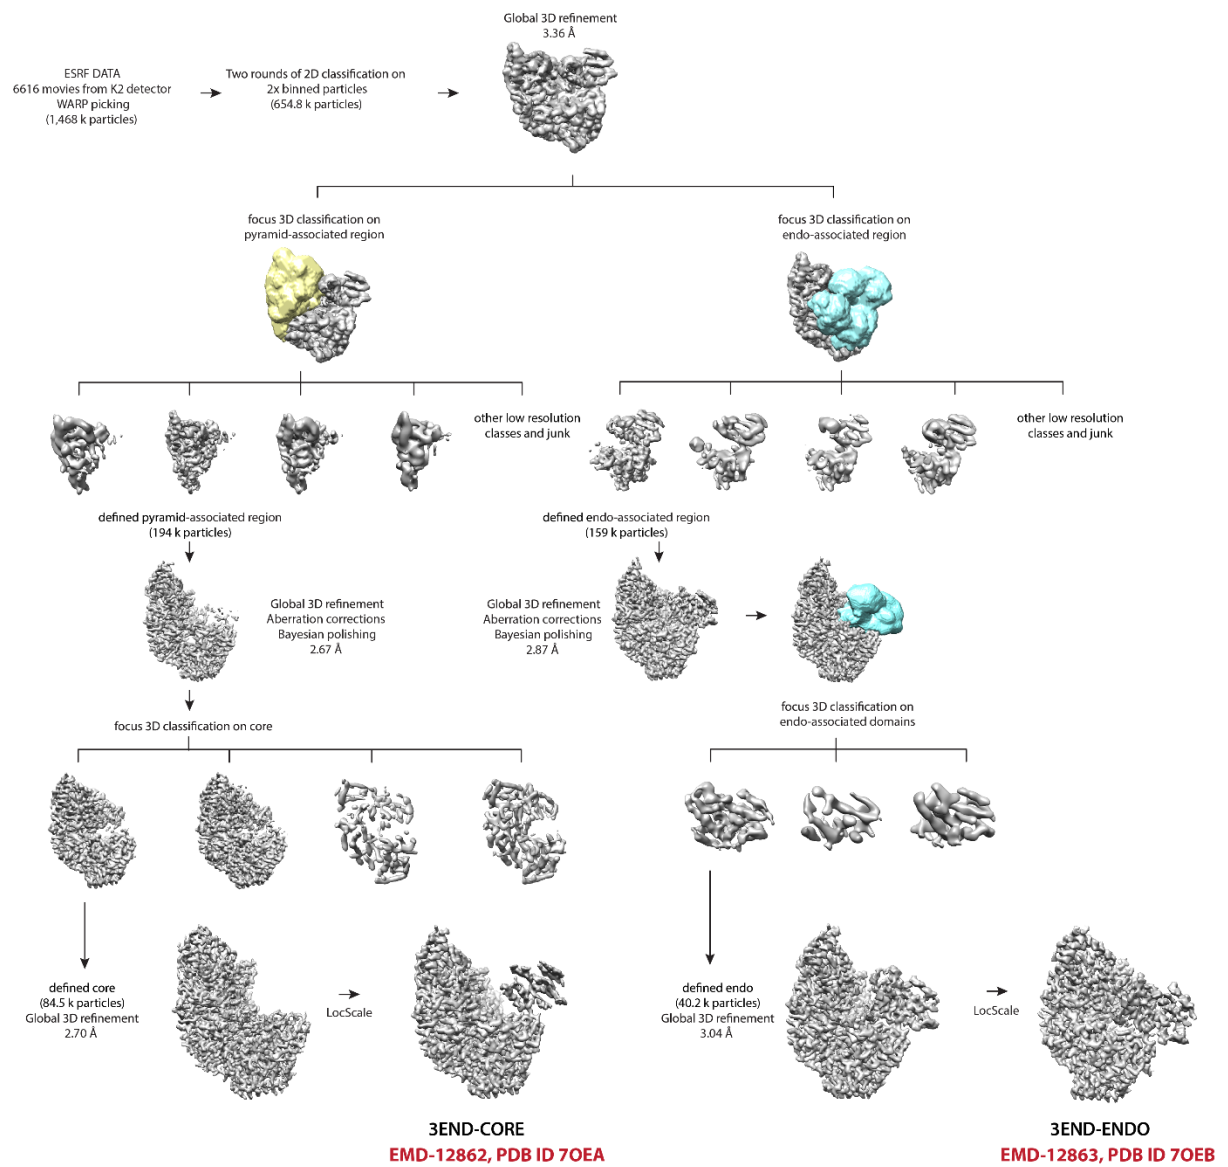 Global 3D refinement
3.36 Å
ESRF DATA
6616 movies from K2 detector
WARP picking
(1,468 k particles)
Two rounds of 2D classification on
2x binned particles
(654.8 k particles)
focus 3D classification on
pyramid-associated region
focus 3D classification on
endo-associated region
other low resolution
classes and junk
other low resolution
classes and junk
defined pyramid-associated region
(194 k particles)
defined endo-associated region
(159 k particles)
Global 3D refinement
Aberration corrections
Bayesian polishing
2.67 Å
Global 3D refinement
Aberration corrections
Bayesian polishing
2.87 Å
focus 3D classification on core
focus 3D classification on
endo-associated domains
defined core
(84.5 k particles)
Global 3D refinement
2.70 Å
LocScale
defined endo
(40.2 k particles)
Global 3D refinement
3.04 Å
LocScale
3END-CORE
EMD-12862, PDB ID 7OEA
3END-ENDO
EMD-12863, PDB ID 7OEB